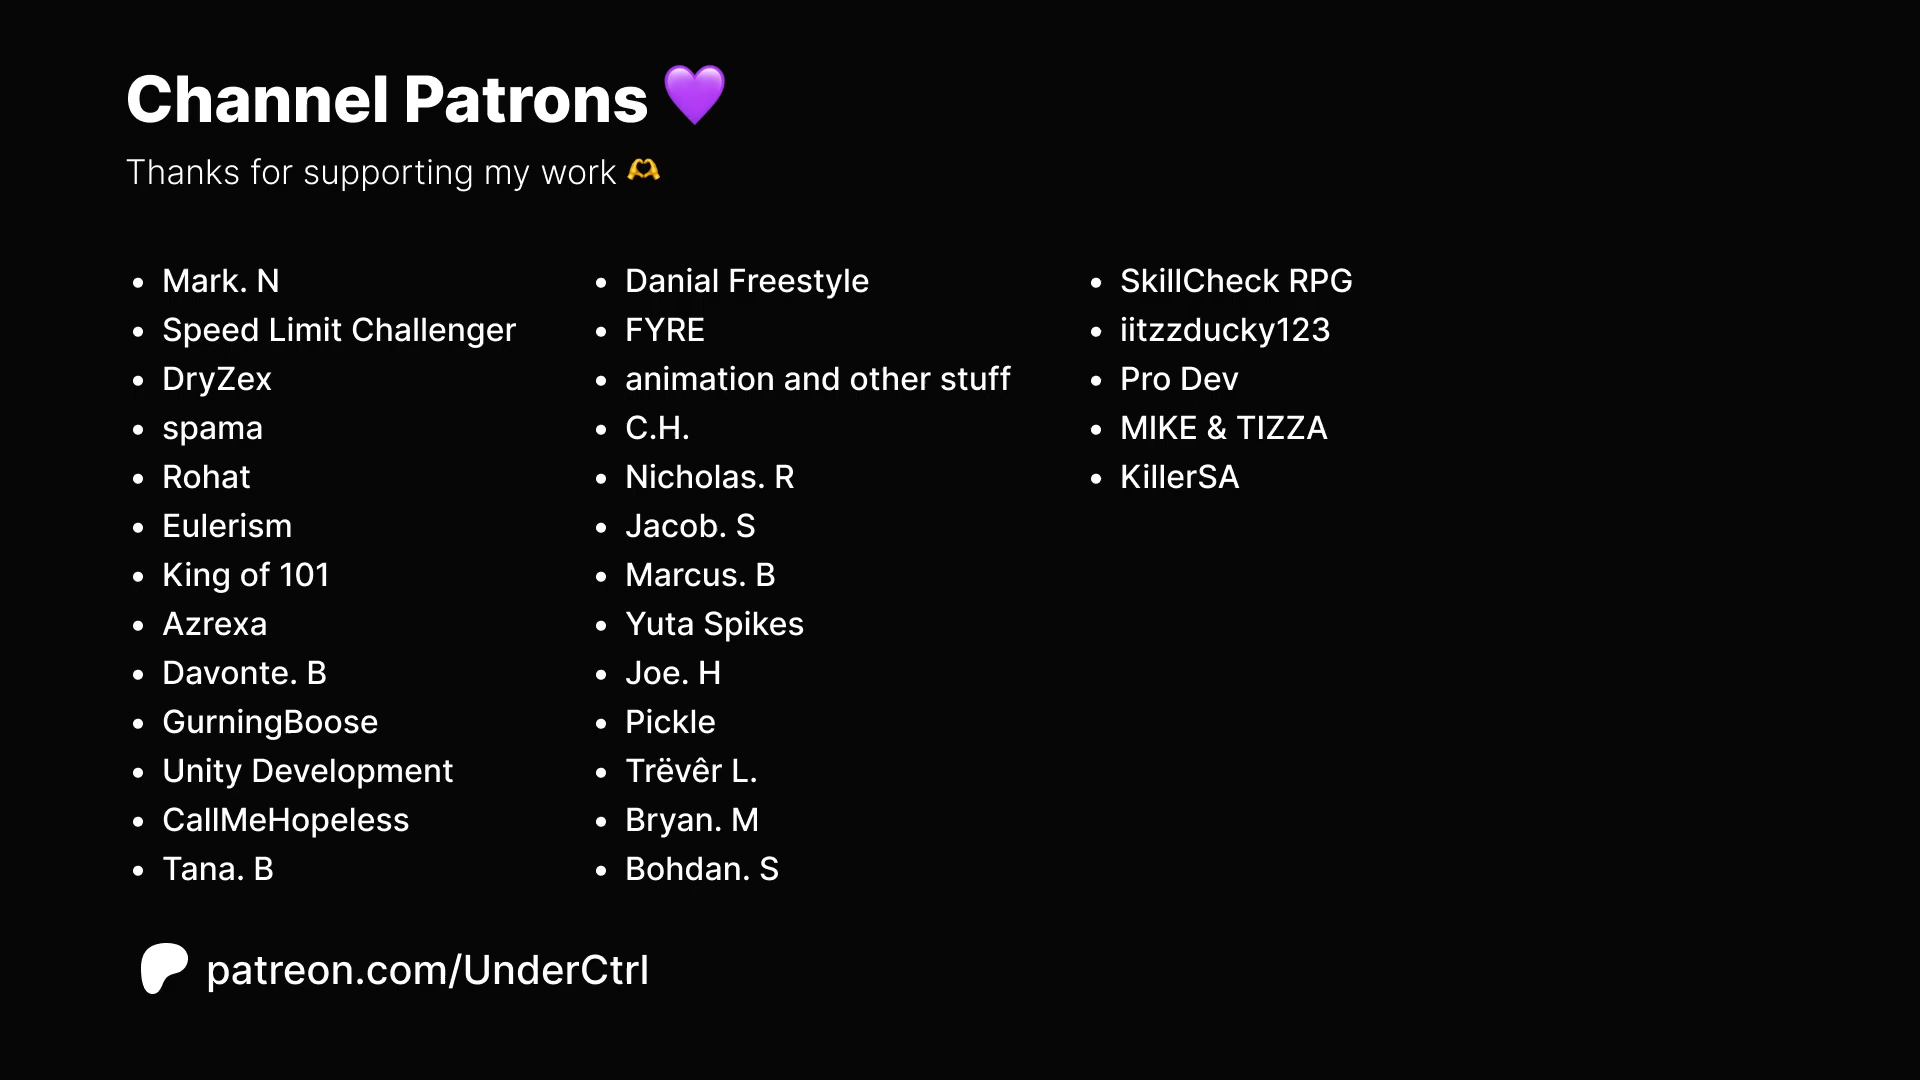 Channel Patrons 💜
Thanks for supporting my work 🫶
• Mark. N
• Speed Limit Challenger
• DryZex
• spama
• Rohat
• Eulerism
• King of 101
• Azrexa
• Davonte. B
• GurningBoose
• Unity Development
• CallMeHopeless
• Tana. B
• Danial Freestyle
• FYRE
• animation and other stuff
• C.H.
• Nicholas. R
• Jacob. S
• Marcus. B
• Yuta Spikes
• Joe. H
• Pickle
• Trëvêr L.
• Bryan. M
• Bohdan. S
• SkillCheck RPG
• iitzzducky123
• Pro Dev
• MIKE & TIZZA
• KillerSA
patreon.com/UnderCtrl